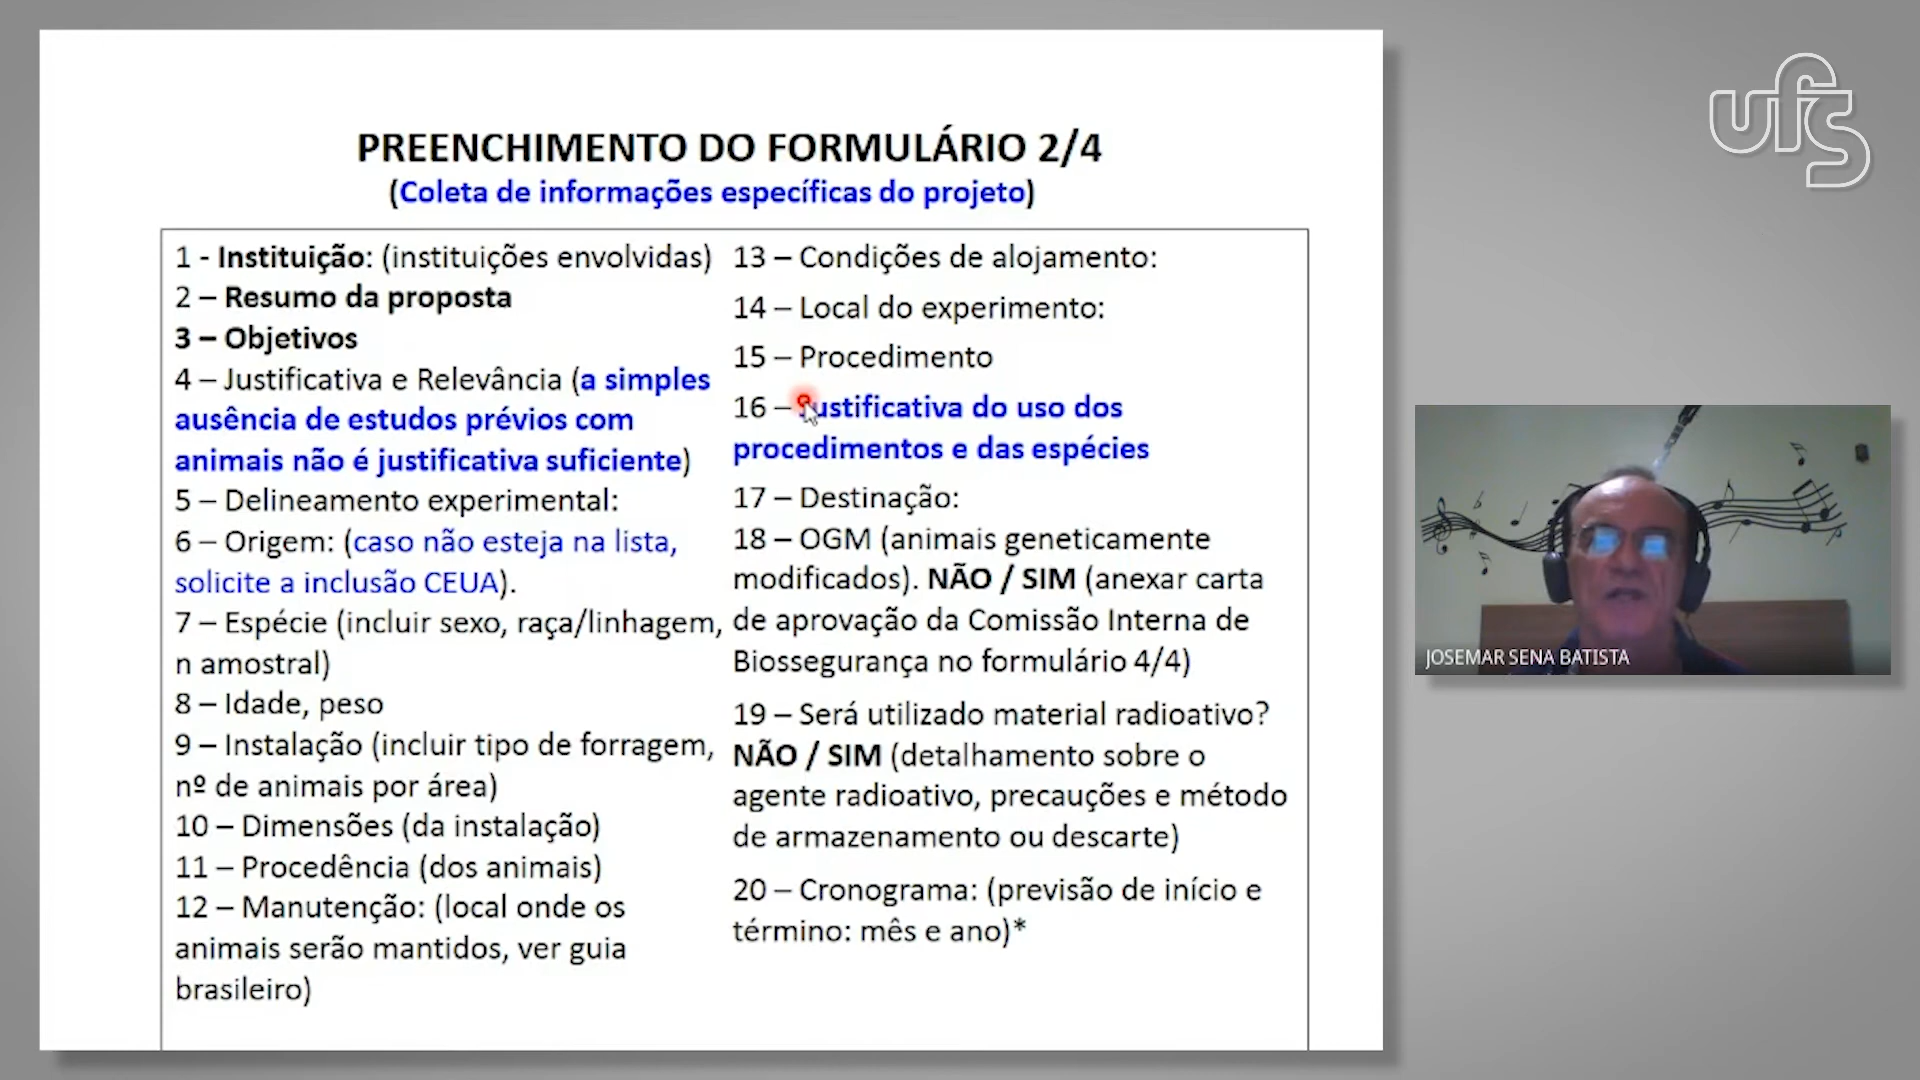 PREENCHIMENTO DO FORMULÁRIO 2/4
(Coleta de informações específicas do projeto)
1 - Instituição: (instituições envolvidas)
2 – Resumo da proposta
3 – Objetivos
4 – Justificativa e Relevância (a simples
ausência de estudos prévios com
animais não é justificativa suficiente)
5 – Delineamento experimental:
6 – Origem: (caso não esteja na lista,
solicite a inclusão CEUA).
7 – Espécie (incluir sexo, raça/linhagem,
n amostral)
8 – Idade, peso
9 – Instalação (incluir tipo de forragem,
nº de animais por área)
10 – Dimensões (da instalação)
11 – Procedência (dos animais)
12 – Manutenção: (local onde os
animais serão mantidos, ver guia
brasileiro)
13 – Condições de alojamento:
14 – Local do experimento:
15 – Procedimento
16 – Justificativa do uso dos
procedimentos e das espécies
17 – Destinação:
18 – OGM (animais geneticamente
modificados). NÃO / SIM (anexar carta
de aprovação da Comissão Interna de
Biossegurança no formulário 4/4)
19 – Será utilizado material radioativo?
NÃO / SIM (detalhamento sobre o
agente radioativo, precauções e método
de armazenamento ou descarte)
20 – Cronograma: (previsão de início e
término: mês e ano)*
ufs
JOSEMAR SENA BATISTA